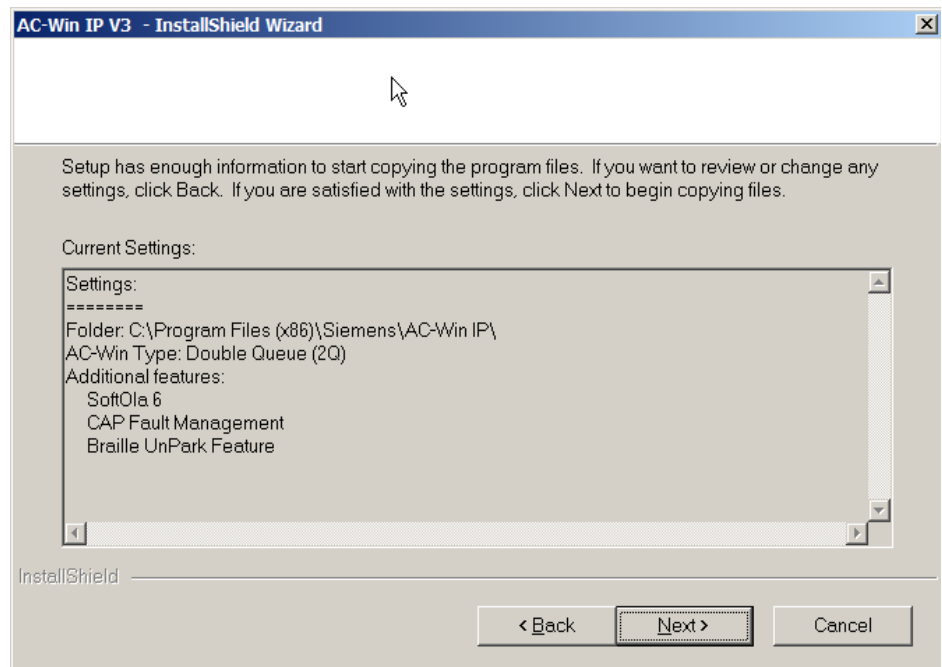 AC-Win IP V3 - InstallShield Wizard
Setup has enough information to start copying the program files. If you want to review or change any
settings, click Back. If you are satisfied with the settings, click Next to begin copying files.
Current Settings:
Settings:
========
Folder: C:\Program Files (x86)\Siemens\AC-Win IP\
AC-Win Type: Double Queue (2Q)
Additional features:
SoftOla 6
CAP Fault Management
Braille UnPark Feature
InstallShield
< Back
Next >
Cancel